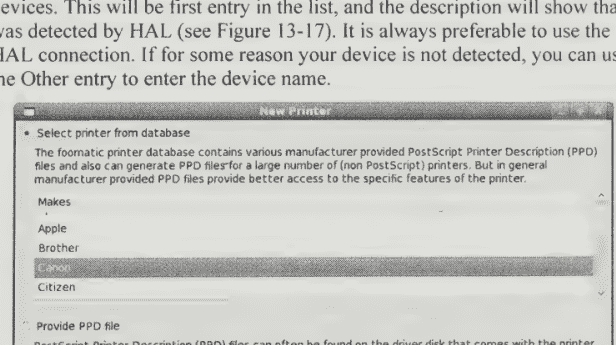 evices. This will be first entry in the list, and the description will show tha
was detected by HAL (see Figure 13-17). It is always preferable to use the
HAL connection. If for some reason your device is not detected, you can us
he Other entry to enter the device name.
New Printer
Select printer from database
The foomatic printer database contains various manufacturer provided PostScript Printer Description (PPD)
files and also can generate PPD files for a large number of (non PostScript) printers. But in general
manufacturer provided PPD files provide better access to the specific features of the printer.
Makes
Apple
Brother
Canon
Citizen
Provide PPD file
PostScript Printer Description (PPD) files can often be found on the driver disk that comes with the printer